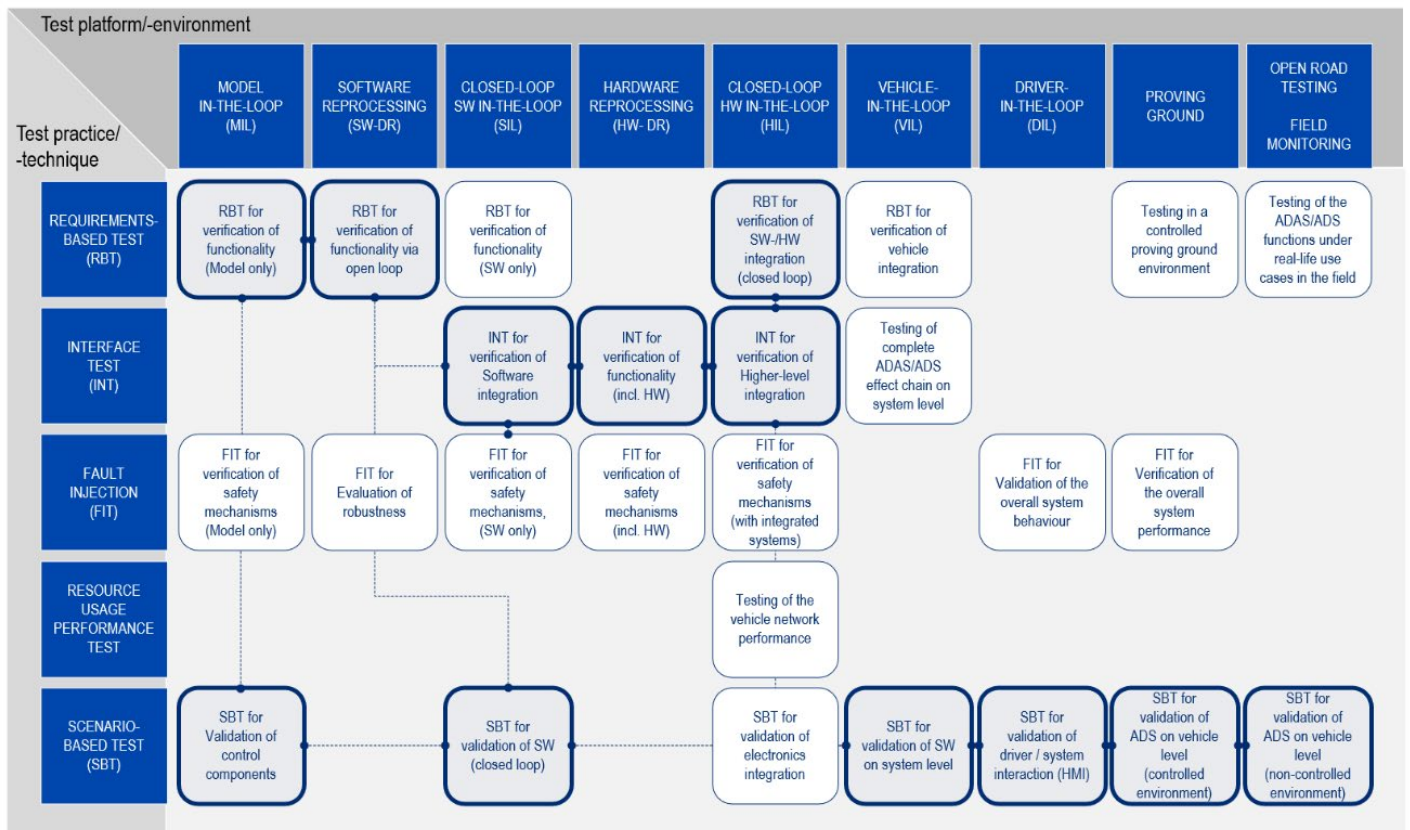 Test platform/-environment
Test practice/
-technique
MODEL
IN-THE-LOOP
(MIL)
SOFTWARE
REPROCESSING
(SW-DR)
CLOSED-LOOP
SW IN-THE-LOOP
(SIL)
HARDWARE
REPROCESSING
(HW- DR)
CLOSED-LOOP
HW IN-THE-LOOP
(HIL)
VEHICLE-
IN-THE-LOOP
(VIL)
DRIVER-
IN-THE-LOOP
(DIL)
PROVING
GROUND
OPEN ROAD
TESTING
FIELD
MONITORING
REQUIREMENTS-
BASED TEST
(RBT)
RBT for
verification of
functionality
(Model only)
RBT for
verification of
functionality via
open loop
RBT for
verification of
functionality
(SW only)
RBT for
verification of
SW-/HW
integration
(closed loop)
RBT for
verification of
vehicle
integration
Testing in a
controlled
proving ground
environment
Testing of the
ADAS/ADS
functions under
real-life use
cases in the field
INTERFACE
TEST
(INT)
INT for
verification of
Software
integration
INT for
verification of
functionality
(incl. HW)
INT for
verification of
Higher-level
integration
Testing of
complete
ADAS/ADS
effect chain on
system level
FAULT
INJECTION
(FIT)
FIT for
verification of
safety
mechanisms
(Model only)
FIT for
Evaluation of
robustness
FIT for
verification of
safety
mechanisms,
(SW only)
FIT for
verification of
safety
mechanisms
(incl. HW)
FIT for
verification of
safety
mechanisms
(with integrated
systems)
FIT for
Validation of the
overall system
behaviour
FIT for
Verification of
the overall
system
performance
RESOURCE
USAGE
PERFORMANCE
TEST
Testing of the
vehicle network
performance
SCENARIO-
BASED TEST
(SBT)
SBT for
Validation of
control
components
SBT for
validation of SW
(closed loop)
SBT for
validation of
electronics
integration
SBT for
validation of SW
on system level
SBT for
validation of
driver / system
interaction (HMI)
SBT for
validation of
ADS on vehicle
level
(controlled
environment)
SBT for
validation of
ADS on vehicle
level
(non-controlled
environment)